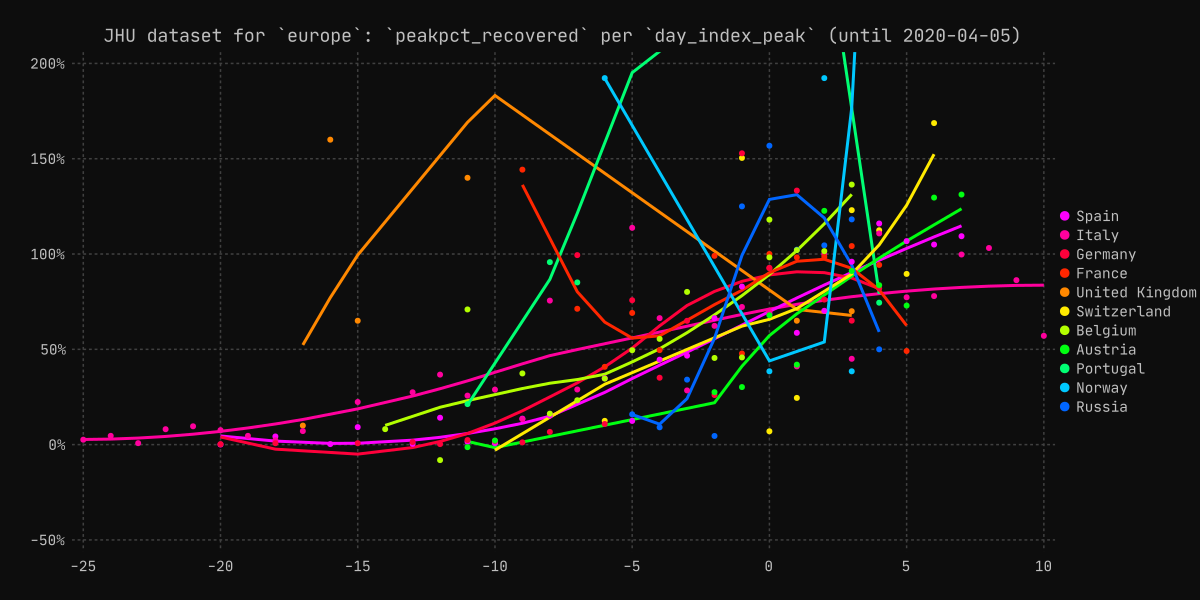 JHU dataset for `europe`: `peakpct_recovered` per `day_index_peak` (until 2020-04-05)
200%
150%
100%
50%
0%
-50%
-25 -20 -15 -10 -5 0 5 10
Spain
Italy
Germany
France
United Kingdom
Switzerland
Belgium
Austria
Portugal
Norway
Russia